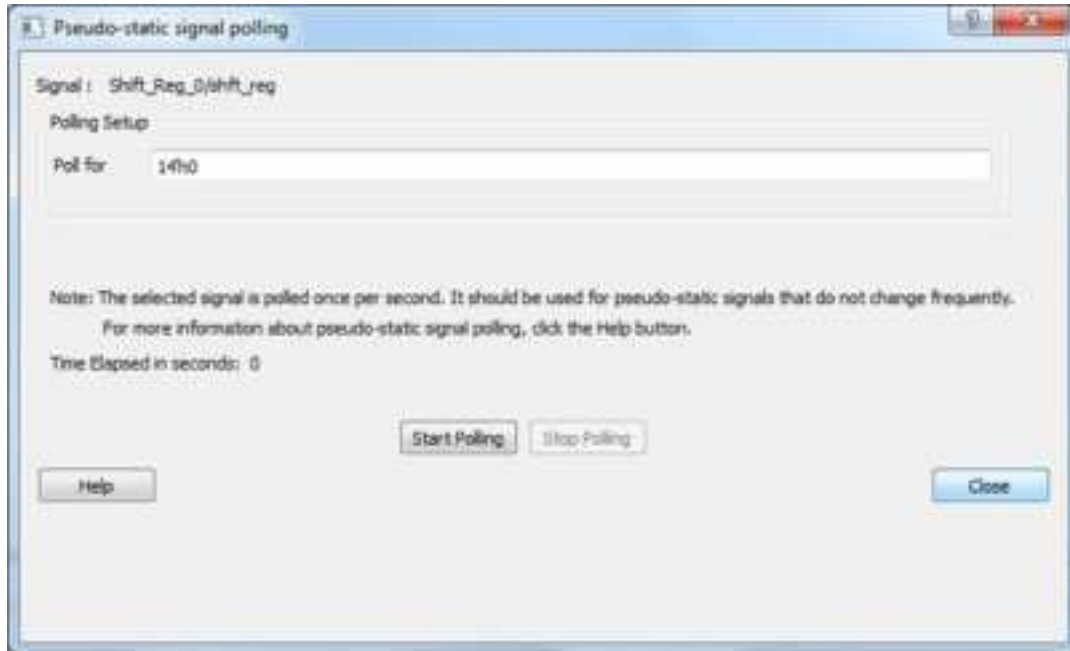 Pseudo-static signal polling
Signal : Shift_Reg_0/shft_reg
Polling Setup
Poll for 14'h0
Note: The selected signal is polled once per second. It should be used for pseudo-static signals that do not change frequently.
For more information about pseudo-static signal polling, click the Help button.
Time Elapsed in seconds: 0
Start Polling Stop Polling
Help Close